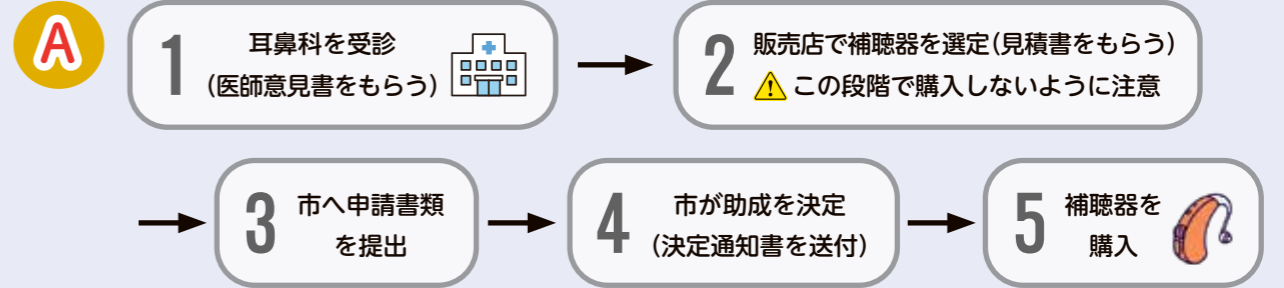 A
1
耳鼻科を受診
(医師意見書をもらう)
2
販売店で補聴器を選定(見積書をもらう)
この段階で購入しないように注意
3
市へ申請書類
を提出
4
市が助成を決定
(決定通知書を送付)
5
補聴器を
購入